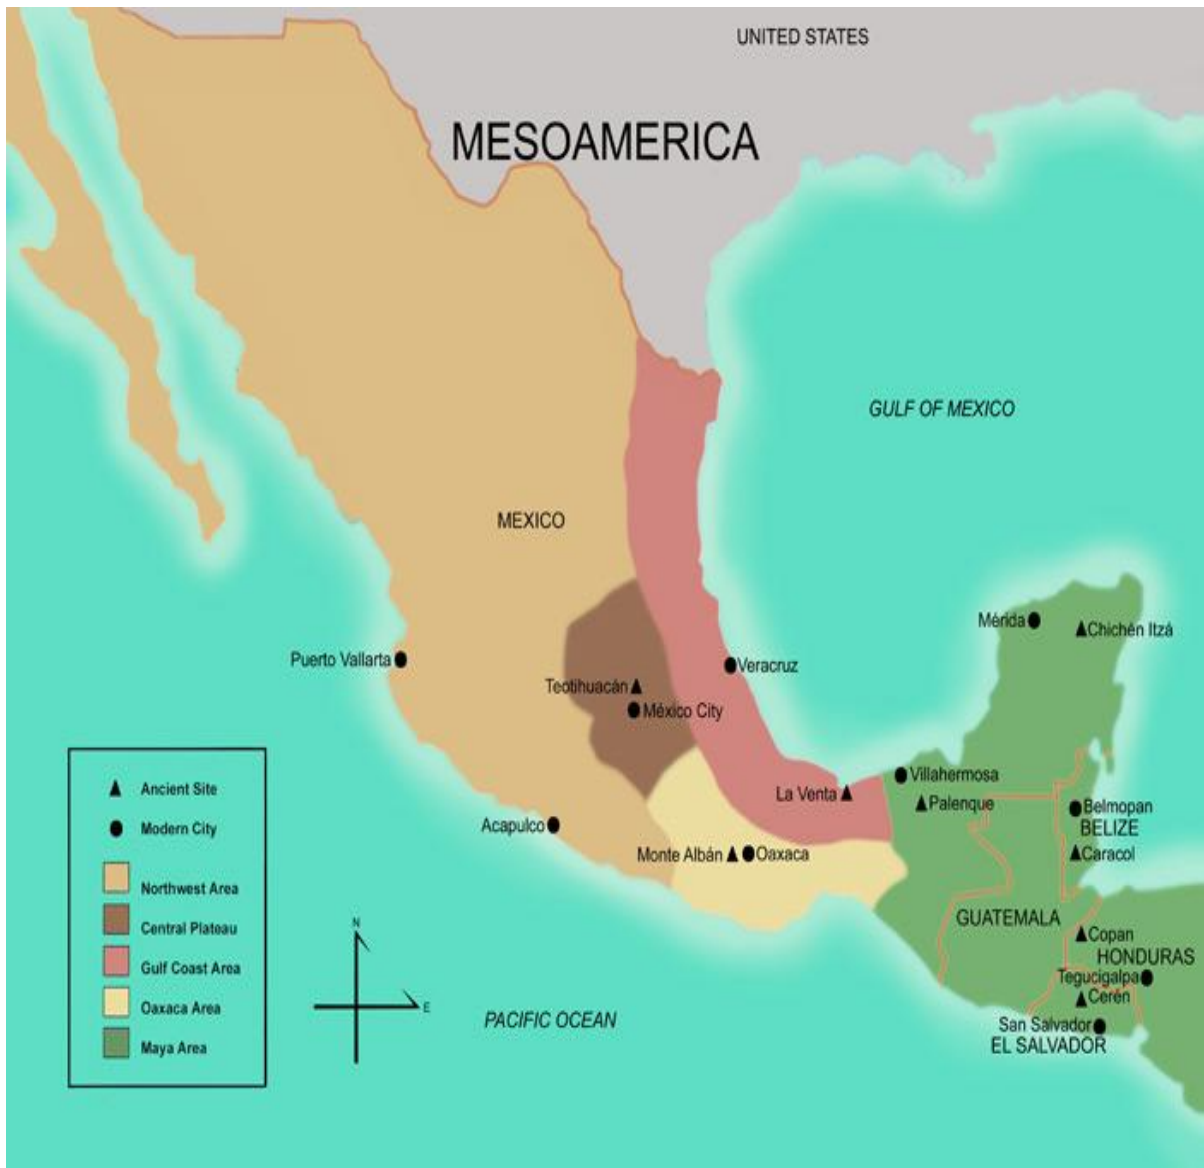 UNITED STATES
MESOAMERICA
GULF OF MEXICO
MEXICO
Mérida
Chichén Itzá
Puerto Vallarta
Veracruz
Teotihuacán
México City
Villahermosa
La Venta
Palenque
Belmopan
BELIZE
Acapulco
Monte Albán
Oaxaca
Caracol
GUATEMALA
Copan
HONDURAS
Tegucigalpa
Cerén
San Salvador
EL SALVADOR
PACIFIC OCEAN
N
E
Ancient Site
Modern City
Northwest Area
Central Plateau
Gulf Coast Area
Oaxaca Area
Maya Area